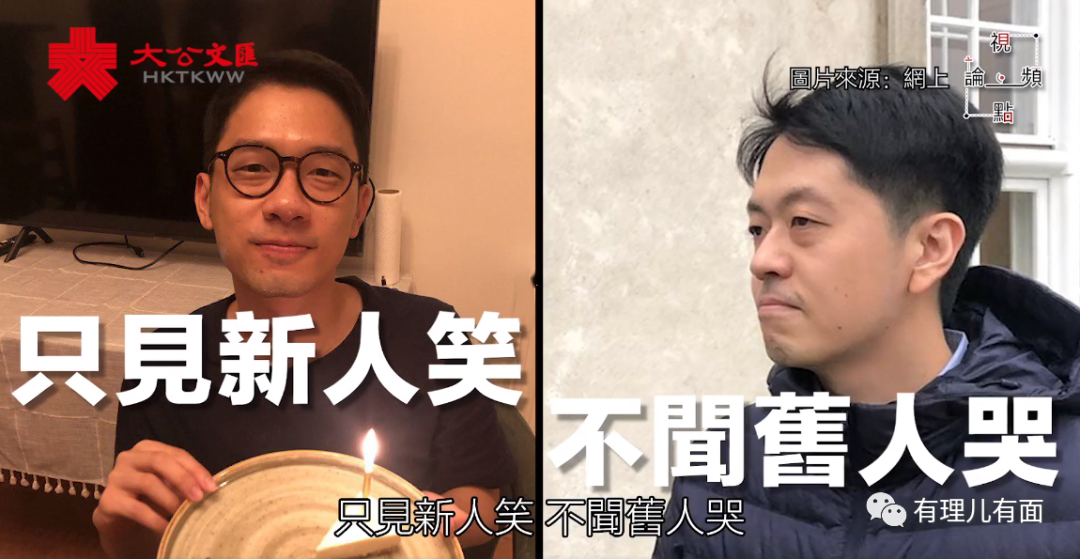 大公文匯
HKTKWW
圖片來源：網上
視
論 頻
點
只見新人笑
不聞舊人哭
只見新人笑 不聞舊人哭
有理儿有面